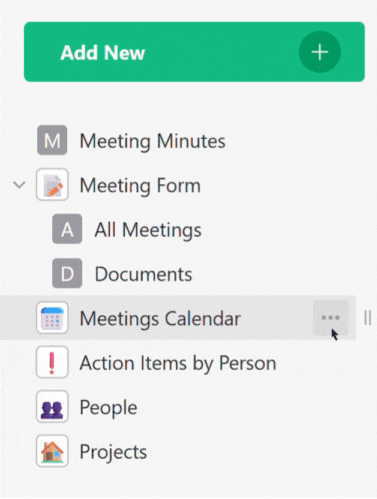 Add New
M Meeting Minutes
Meeting Form
A All Meetings
D Documents
Meetings Calendar
Action Items by Person
People
Projects